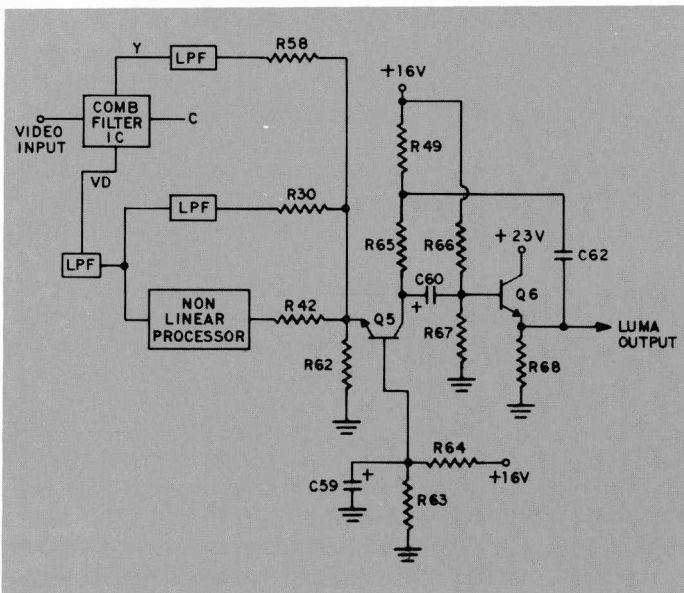 Y
LPF
R58
+16V
COMB
FILTER
IC
C
VIDEO
INPUT
VD
R49
R30
LPF
R65
R66
+23V
C62
LPF
C60
Q6
NON
LINEAR
PROCESSOR
R42
Q5
+
R67
LUMA
OUTPUT
R62
R68
R64
C59
+
+16V
R63